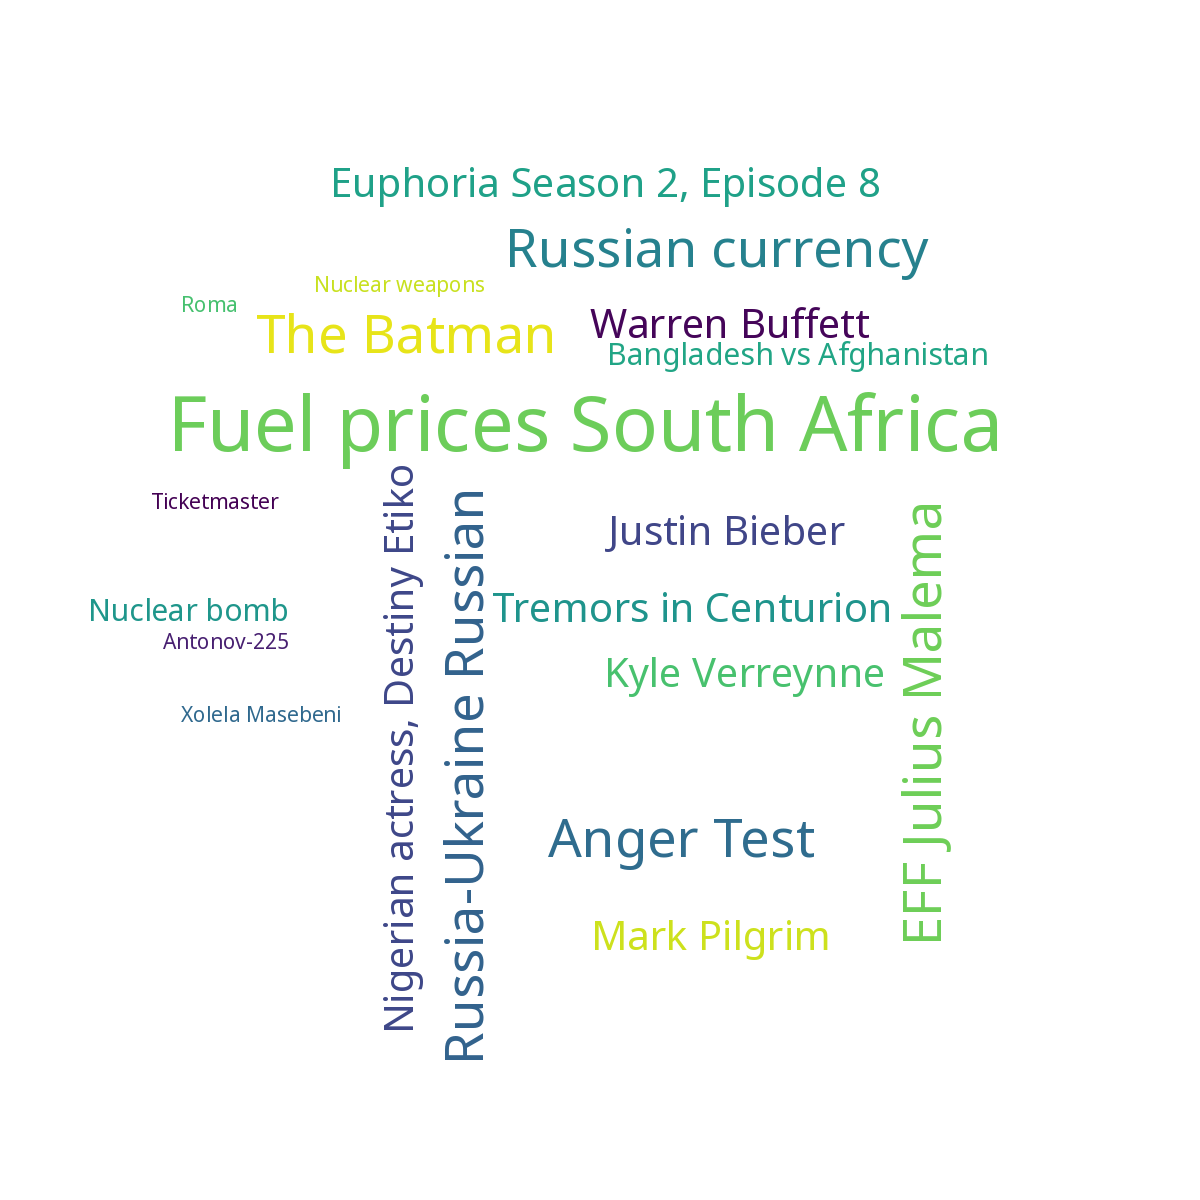 Euphoria Season 2, Episode 8
Russian currency
Nuclear weapons
Roma
The Batman
Warren Buffett
Bangladesh vs Afghanistan
Fuel prices South Africa
Ticketmaster
Nigerian actress, Destiny Etiko
Russia-Ukraine Russian
Justin Bieber
EFF Julius Malema
Nuclear bomb
Tremors in Centurion
Antonov-225
Kyle Verreynne
Xolela Masebeni
Anger Test
Mark Pilgrim